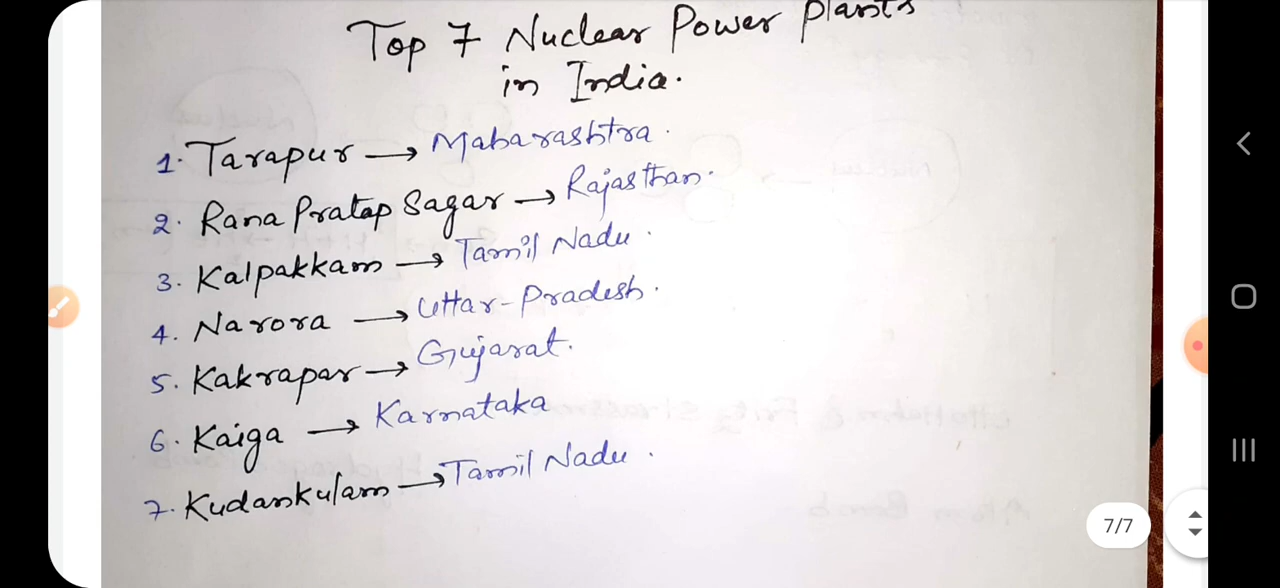 Top 7 Nuclear Power Plants
in India.
1. Tarapur → Maharashtra.
2. Rana Pratap Sagar → Rajasthan.
3. Kalpakkam → Tamil Nadu.
4. Narora → Uttar-Pradesh.
5. Kakrapar → Gujarat.
6. Kaiga → Karnataka
7. Kudankulam → Tamil Nadu.
7/7